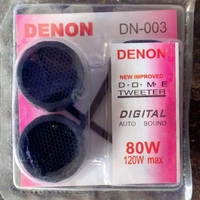 DENON DN-003
DENON
NEW IMPROVED
D-O-M-E
TWEETER
DIGITAL
AUTO SOUND
80W
120W max